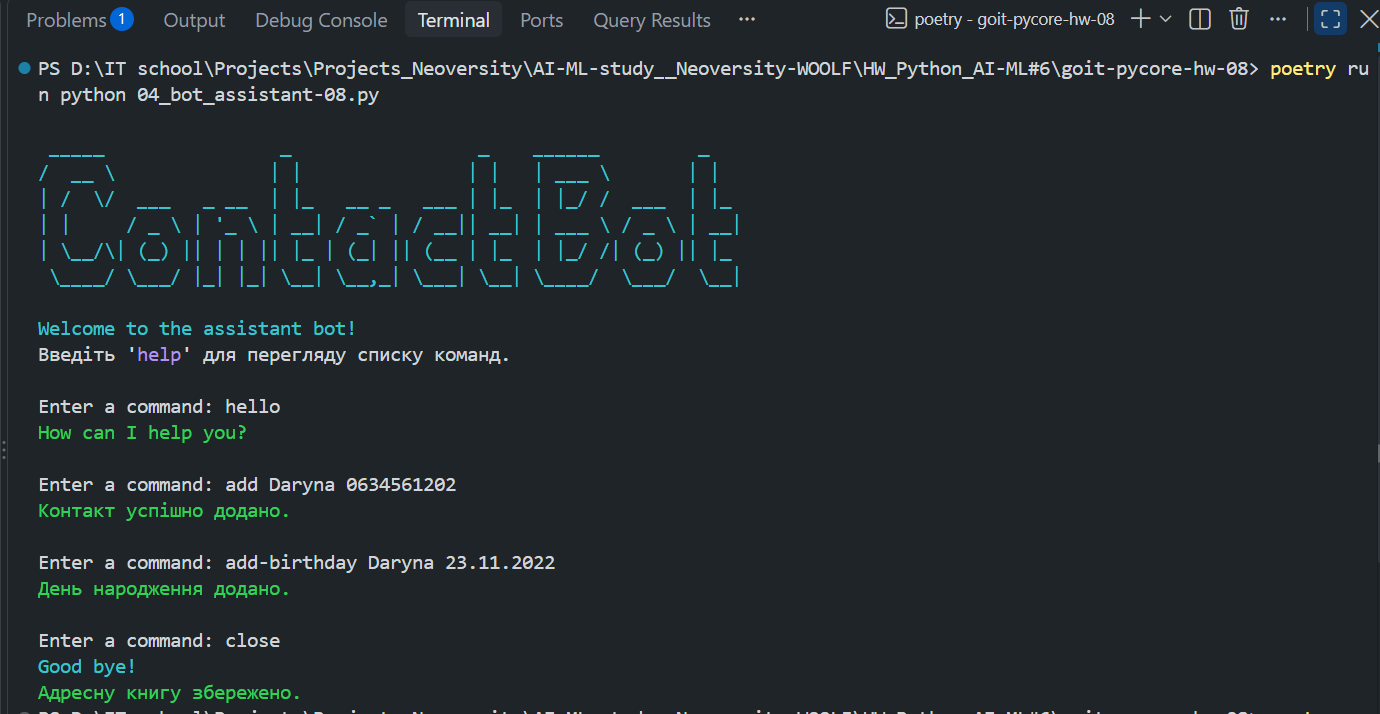 Problems 1 Output Debug Console Terminal Ports Query Results ··· poetry - goit-pycore-hw-08
PS D:\IT school\Projects\Projects_Neoversity\AI-ML-study__Neoversity-WOOLF\HW_Python_AI-ML#6\goit-pycore-hw-08> poetry ru
n python 04_bot_assistant-08.py
ContactBot
Welcome to the assistant bot!
Введіть 'help' для перегляду списку команд.
Enter a command: hello
How can I help you?
Enter a command: add Daryna 0634561202
Контакт успішно додано.
Enter a command: add-birthday Daryna 23.11.2022
День народження додано.
Enter a command: close
Good bye!
Адресну книгу збережено.